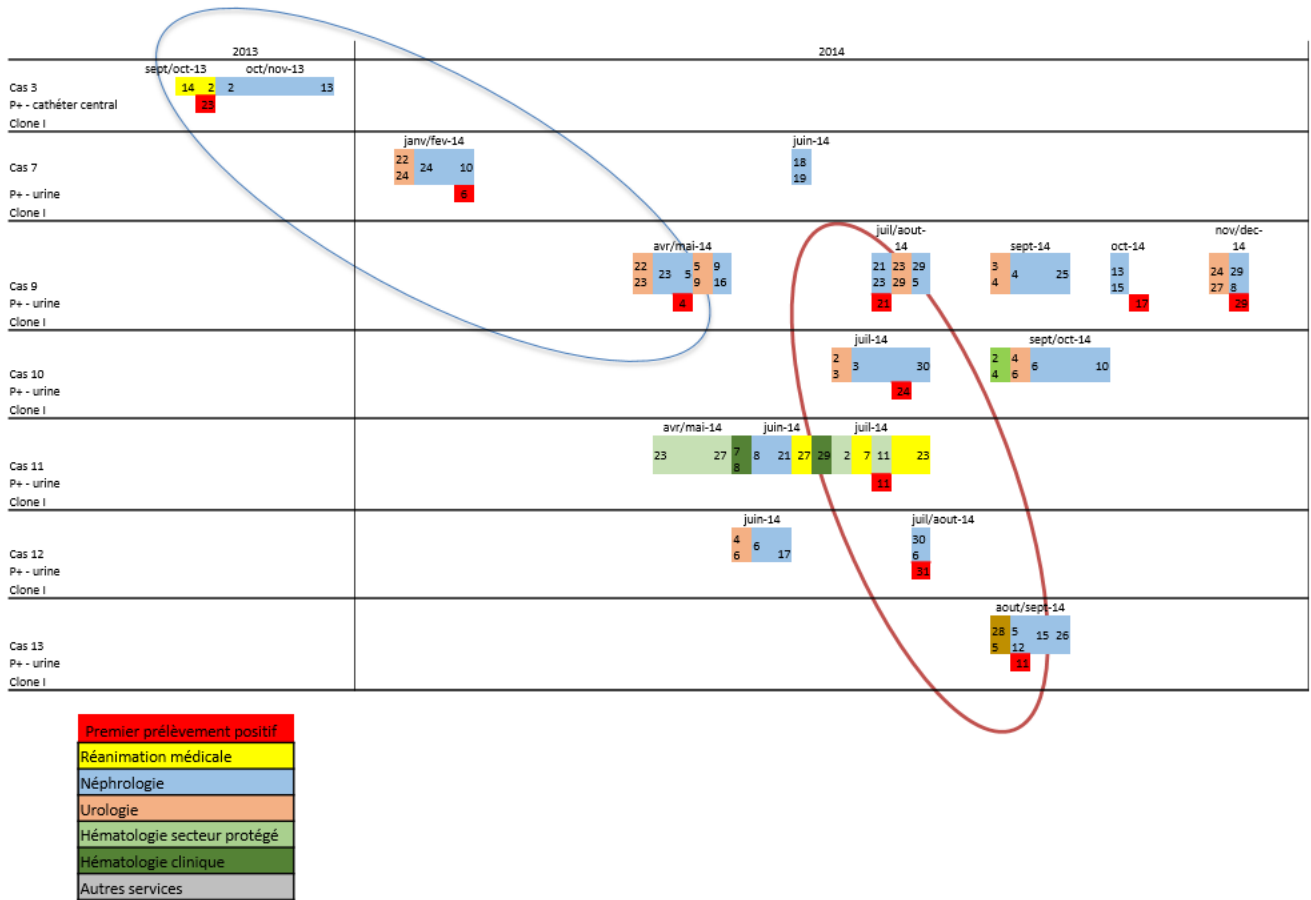 2013 2014
sept/oct-13 oct/nov-13
Cas 3 14 2 2 13
P+ - cathéter central 23
Clone I
janv/fev-14 juin-14
22 18
Cas 7 24 10
24 19
P+ - urine 6
Clone I
juil/aout-14 nov/dec-14
avr/mai-14 sept-14 oct-14
22 5 9 21 23 29 3 13 24 29
23 5 4 25
Cas 9 23 9 16 23 29 5 4 15 27 8
P+ - urine 4 21 17 29
Clone I
juil-14 sept/oct-14
2 3 30 2 4 6 10
Cas 10 3 4 6
P+ - urine 24
Clone I
avr/mai-14 juin-14 juil-14
23 27 7 8 21 27 29 2 7 11 23
Cas 11 8
P+ - urine 11
Clone I
juin-14 juil/aout-14
4 6 30
Cas 12 6 17 6
P+ - urine 31
Clone I
aout/sept-14
28 5 15 26
Cas 13 5 12
P+ - urine 11
Clone I
Premier prélèvement positif
Réanimation médicale
Néphrologie
Urologie
Hématologie secteur protégé
Hématologie clinique
Autres services